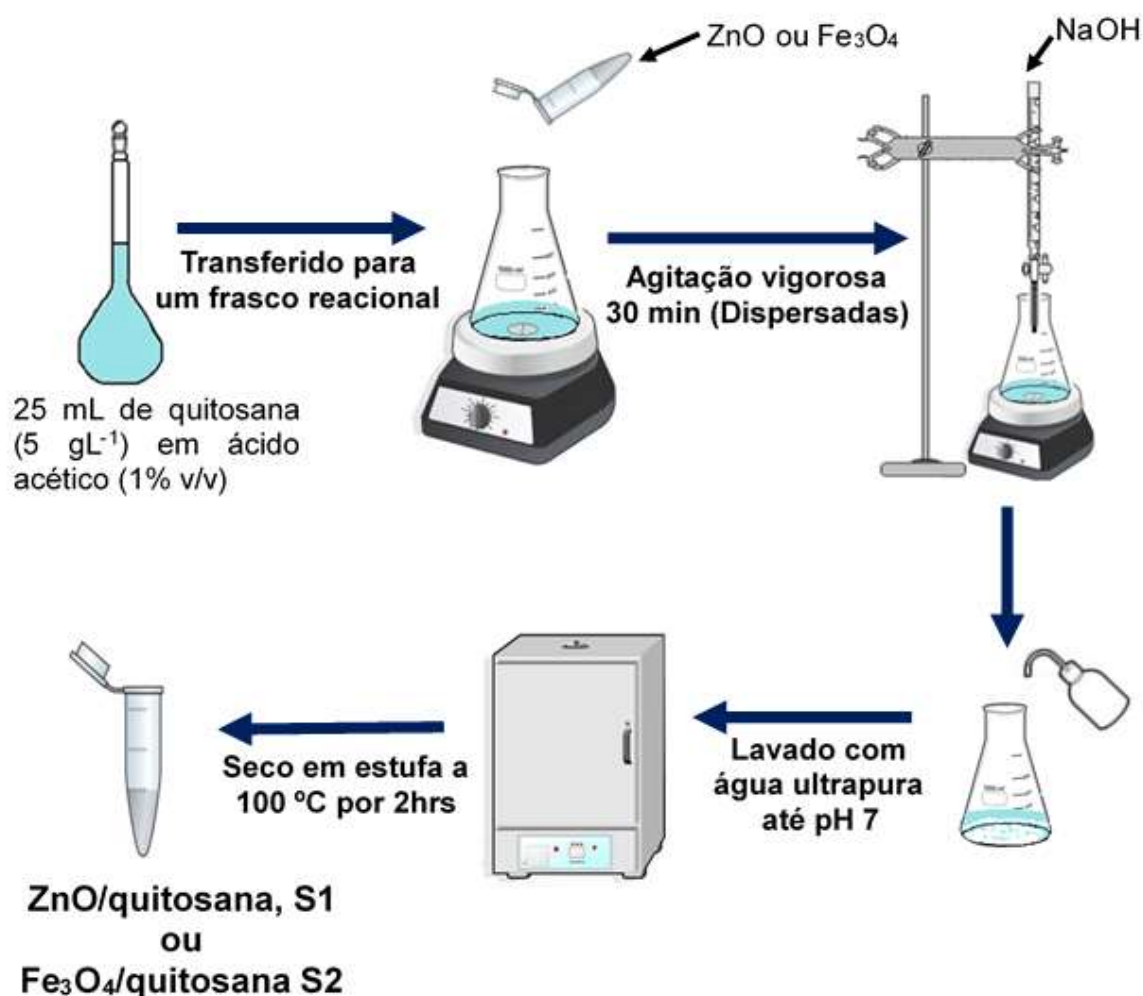 ZnO ou Fe₃O₄
NaOH
Transferido para
um frasco reacional
Agitação vigorosa
30 min (Dispersadas)
25 mL de quitosana
(5 gL⁻¹) em ácido
acético (1% v/v)
Lavado com
água ultrapura
até pH 7
Seco em estufa a
100 ºC por 2hrs
ZnO/quitosana, S1
ou
Fe₃O₄/quitosana S2